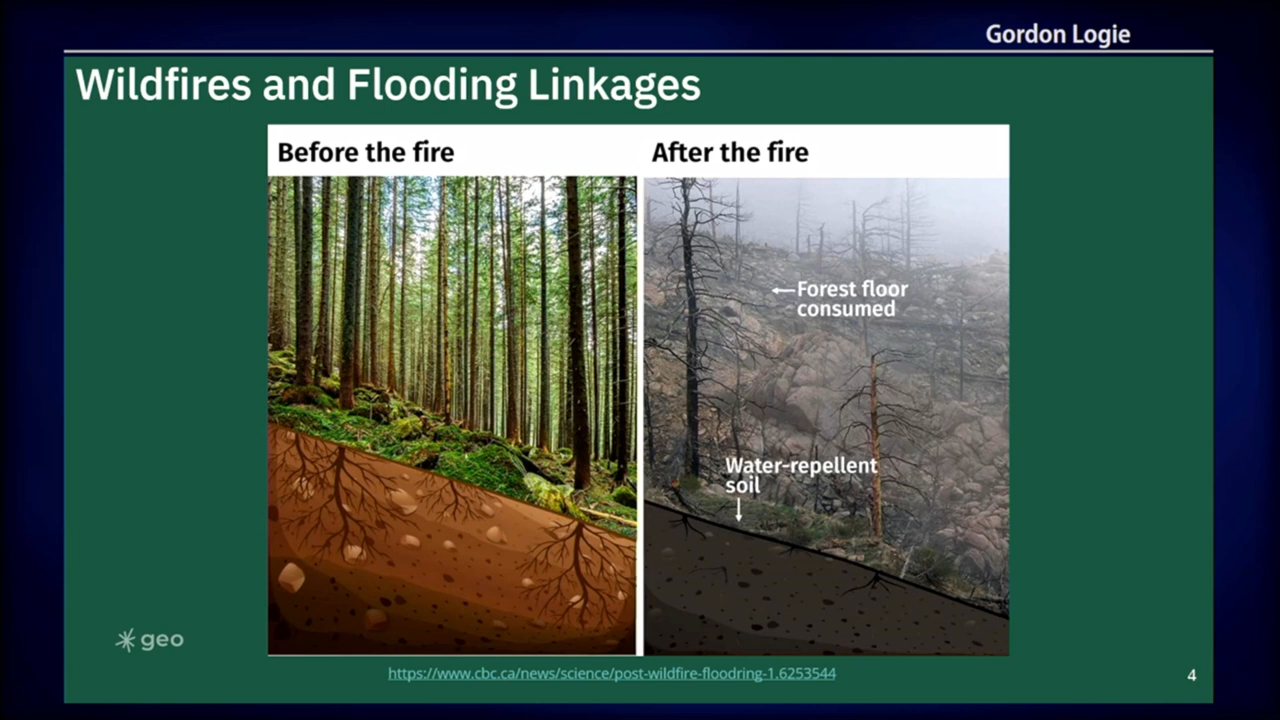 Gordon Logie
Wildfires and Flooding Linkages
Before the fire
After the fire
←Forest floor
consumed
Water-repellent
soil
geo
https://www.cbc.ca/news/science/post-wildfire-floodring-1.6253544
4